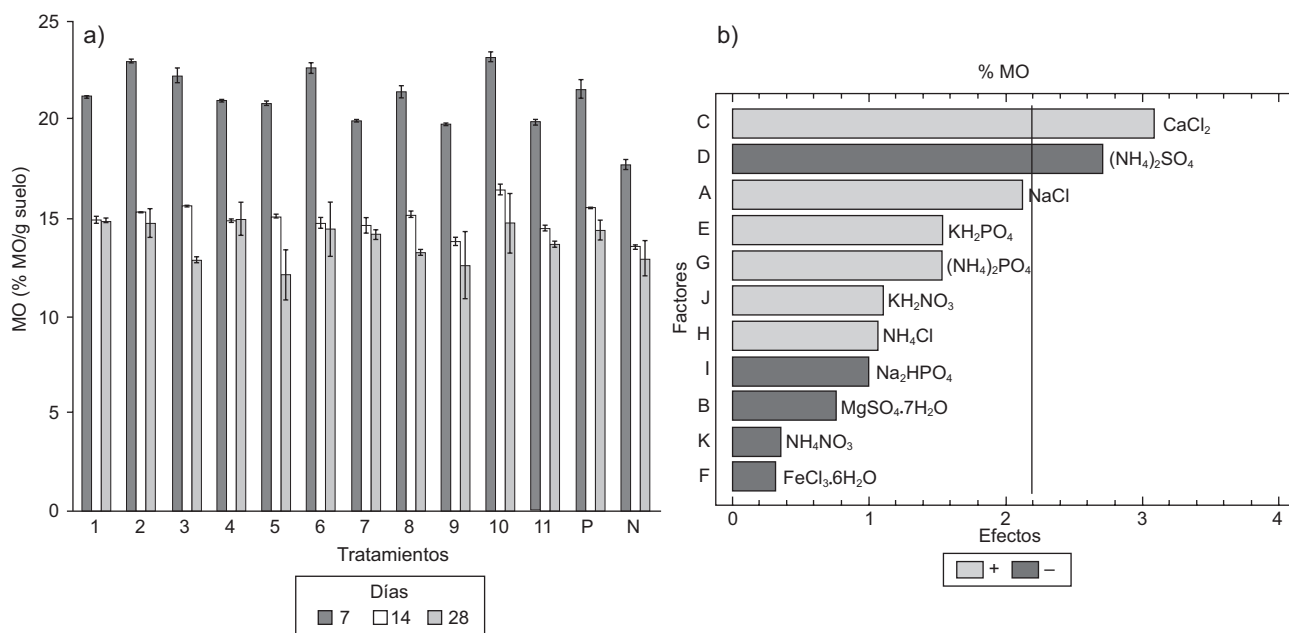 a)
MO (% MO/g suelo)
25
20
15
10
5
0
1 2 3 4 5 6 7 8 9 10 11 P N
Tratamientos
Días
7 14 28
b)
% MO
Factores
C CaCl₂
D (NH₄)₂SO₄
A NaCl
E KH₂PO₄
G (NH₄)₂PO₄
J KH₂NO₃
H NH₄Cl
I Na₂HPO₄
B MgSO₄.7H₂O
K NH₄NO₃
F FeCl₃.6H₂O
0 1 2 3 4
Efectos
+ –